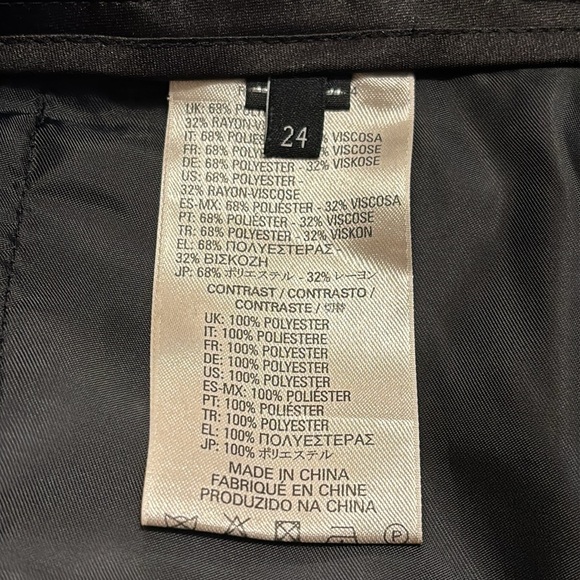 24
UK: 68% POLY
32% RAYON-V
IT: 68% POLIES 32% VISCOSA
FR: 68% POLYE 32% VISCOSE
DE: 68% POLYESTER - 32% VISKOSE
US: 68% POLYESTER -
32% RAYON-VISCOSE
ES-MX: 68% POLIÉSTER - 32% VISCOSA
PT: 68% POLIÉSTER - 32% VISCOSE
TR: 68% POLYESTER - 32% VISKON
EL: 68% ΠΟΛΥΕΣΤΕΡΑΣ -
32% ΒΙΣΚΟΖΗ
JP: 68% ポリエステル - 32% レーヨン
CONTRAST / CONTRASTO /
CONTRASTE / 切替
UK: 100% POLYESTER
IT: 100% POLIESTERE
FR: 100% POLYESTER
DE: 100% POLYESTER
US: 100% POLYESTER
ES-MX: 100% POLIÉSTER
PT: 100% POLIÉSTER
TR: 100% POLYESTER
EL: 100% ΠΟΛΥΕΣΤΕΡΑΣ
JP: 100% ポリエステル
MADE IN CHINA
FABRIQUÉ EN CHINE
PRODUZIDO NA CHINA
P